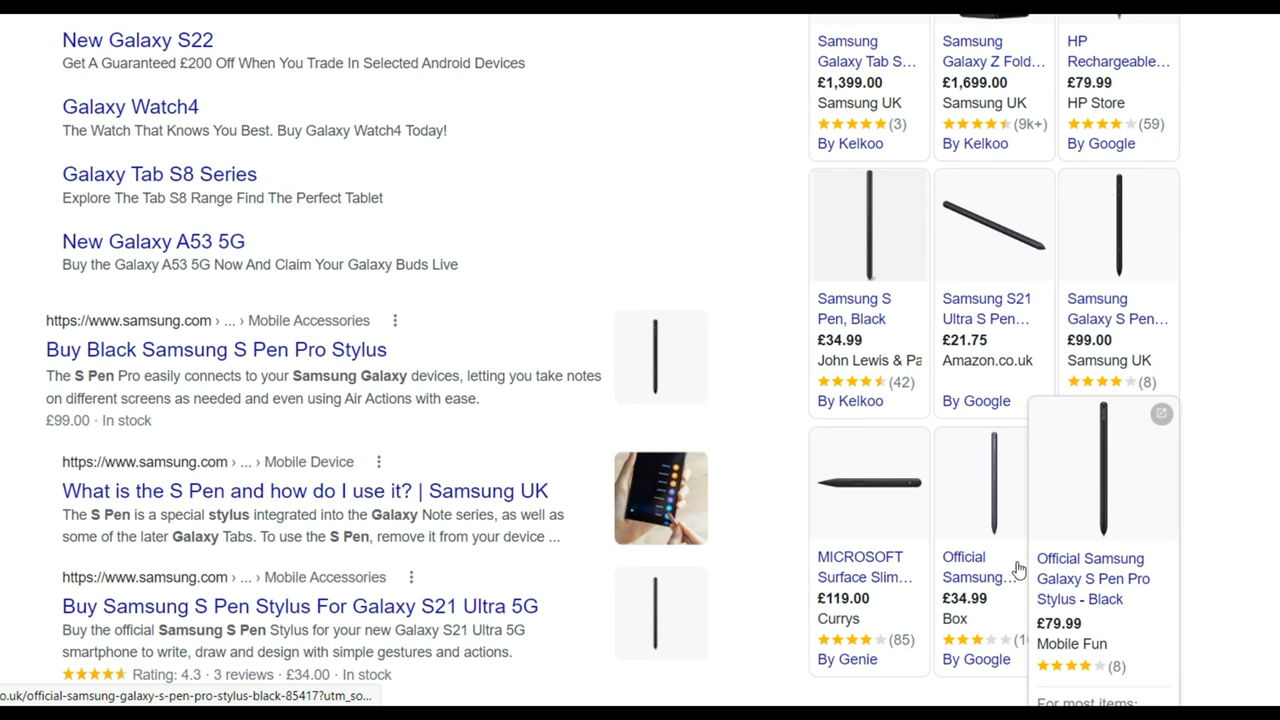 New Galaxy S22
Get A Guaranteed £200 Off When You Trade In Selected Android Devices
Galaxy Watch4
The Watch That Knows You Best. Buy Galaxy Watch4 Today!
Galaxy Tab S8 Series
Explore The Tab S8 Range Find The Perfect Tablet
New Galaxy A53 5G
Buy the Galaxy A53 5G Now And Claim Your Galaxy Buds Live
https://www.samsung.com › ... › Mobile Accessories
Buy Black Samsung S Pen Pro Stylus
The S Pen Pro easily connects to your Samsung Galaxy devices, letting you take notes
on different screens as needed and even using Air Actions with ease.
£99.00 · In stock
https://www.samsung.com › ... › Mobile Device
What is the S Pen and how do I use it? | Samsung UK
The S Pen is a special stylus integrated into the Galaxy Note series, as well as
some of the later Galaxy Tabs. To use the S Pen, remove it from your device ...
https://www.samsung.com › ... › Mobile Accessories
Buy Samsung S Pen Stylus For Galaxy S21 Ultra 5G
Buy the official Samsung S Pen Stylus for your new Galaxy S21 Ultra 5G
smartphone to write, draw and design with simple gestures and actions.
Rating: 4.3 · 3 reviews · £34.00 · In stock
o.uk/official-samsung-galaxy-s-pen-pro-stylus-black-85417?utm_so...
Samsung
Galaxy Tab S...
£1,399.00
Samsung UK
(3)
By Kelkoo
Samsung
Galaxy Z Fold...
£1,699.00
Samsung UK
(9k+)
By Kelkoo
HP
Rechargeable...
£79.99
HP Store
(59)
By Google
Samsung S
Pen, Black
£34.99
John Lewis & Pa
(42)
By Kelkoo
Samsung S21
Ultra S Pen...
£21.75
Amazon.co.uk
By Google
Samsung
Galaxy S Pen...
£99.00
Samsung UK
(8)
MICROSOFT
Surface Slim...
£119.00
Currys
(85)
By Genie
Official
Samsung...
£34.99
Box
By Google
Official Samsung
Galaxy S Pen Pro
Stylus - Black
£79.99
Mobile Fun
(8)
For most items: